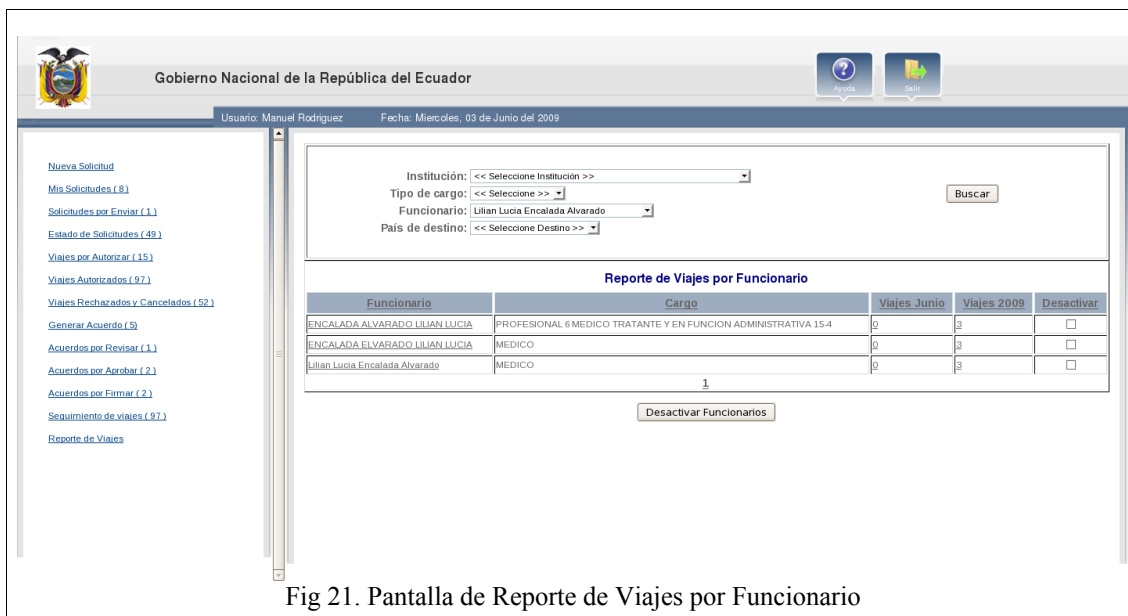 Gobierno Nacional de la República del Ecuador
Ayuda
Salir
Usuario: Manuel Rodriguez Fecha: Miercoles, 03 de Junio del 2009
Nueva Solicitud
Mis Solicitudes ( 8 )
Solicitudes por Enviar ( 1 )
Estado de Solicitudes ( 49 )
Viajes por Autorizar ( 15 )
Viajes Autorizados ( 97 )
Viajes Rechazados y Cancelados ( 52 )
Generar Acuerdo ( 5)
Acuerdos por Revisar ( 1 )
Acuerdos por Aprobar ( 2 )
Acuerdos por Firmar ( 2 )
Seguimiento de viajes ( 97 )
Reporte de Viajes
Institución: << Seleccione Institución >>
Tipo de cargo: << Seleccione >>
Funcionario: Lilian Lucia Encalada Alvarado
País de destino: << Seleccione Destino >>
Buscar
Reporte de Viajes por Funcionario
Funcionario Cargo Viajes Junio Viajes 2009 Desactivar
ENCALADA ALVARADO LILIAN LUCIA PROFESIONAL 6 MEDICO TRATANTE Y EN FUNCION ADMINISTRATIVA 15-4 0 3
ENCALADA ELVARADO LILIAN LUCIA MEDICO 0 3
Lilian Lucia Encalada Alvarado MEDICO 0 3
1
Desactivar Funcionarios
Fig 21. Pantalla de Reporte de Viajes por Funcionario